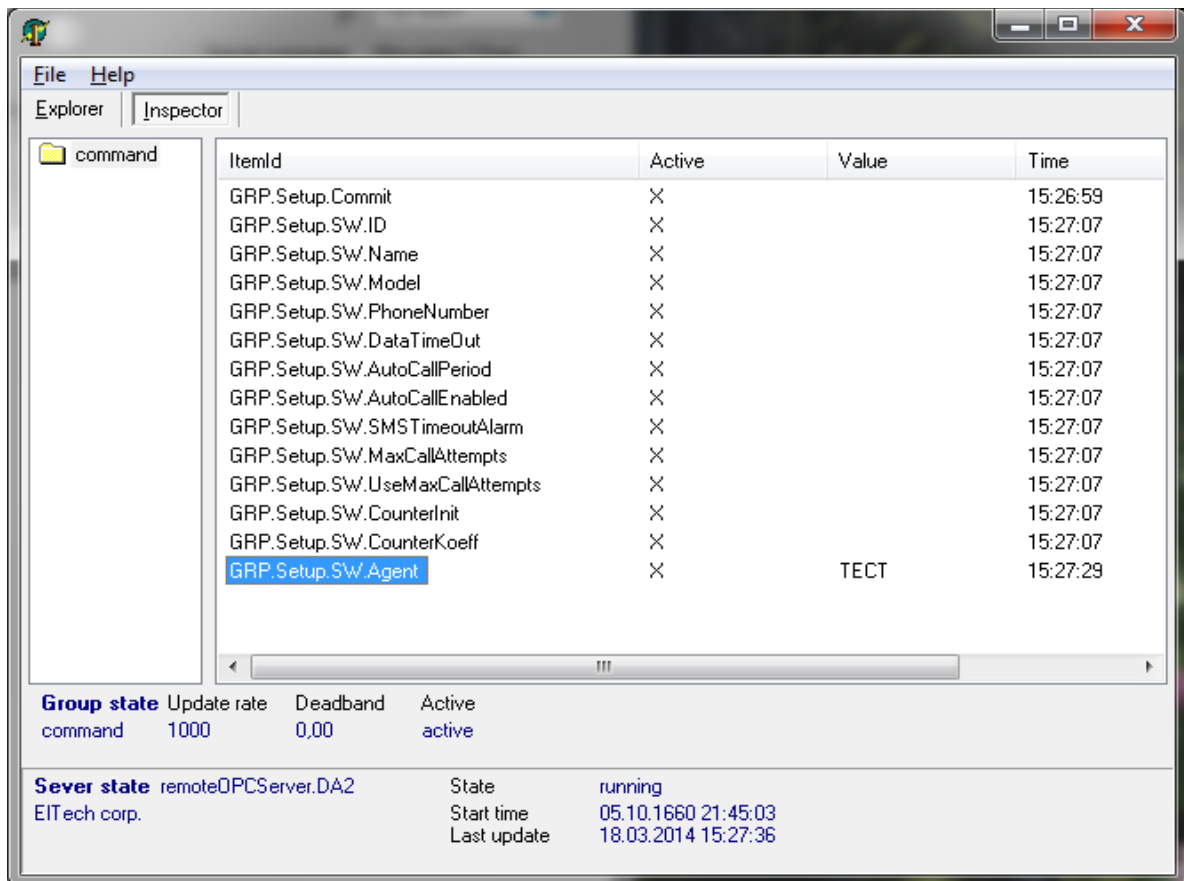 File Help
Explorer Inspector
command
ItemId Active Value Time
GRP.Setup.Commit X 15:26:59
GRP.Setup.SW.ID X 15:27:07
GRP.Setup.SW.Name X 15:27:07
GRP.Setup.SW.Model X 15:27:07
GRP.Setup.SW.PhoneNumber X 15:27:07
GRP.Setup.SW.DataTimeOut X 15:27:07
GRP.Setup.SW.AutoCallPeriod X 15:27:07
GRP.Setup.SW.AutoCallEnabled X 15:27:07
GRP.Setup.SW.SMSTimeoutAlarm X 15:27:07
GRP.Setup.SW.MaxCallAttempts X 15:27:07
GRP.Setup.SW.UseMaxCallAttempts X 15:27:07
GRP.Setup.SW.CounterInit X 15:27:07
GRP.Setup.SW.CounterKoeff X 15:27:07
GRP.Setup.SW.Agent X ТЕСТ 15:27:29
Group state Update rate Deadband Active
command 1000 0,00 active
Sever state remoteOPCServer.DA2 State running
ElTech corp. Start time 05.10.1660 21:45:03
Last update 18.03.2014 15:27:36